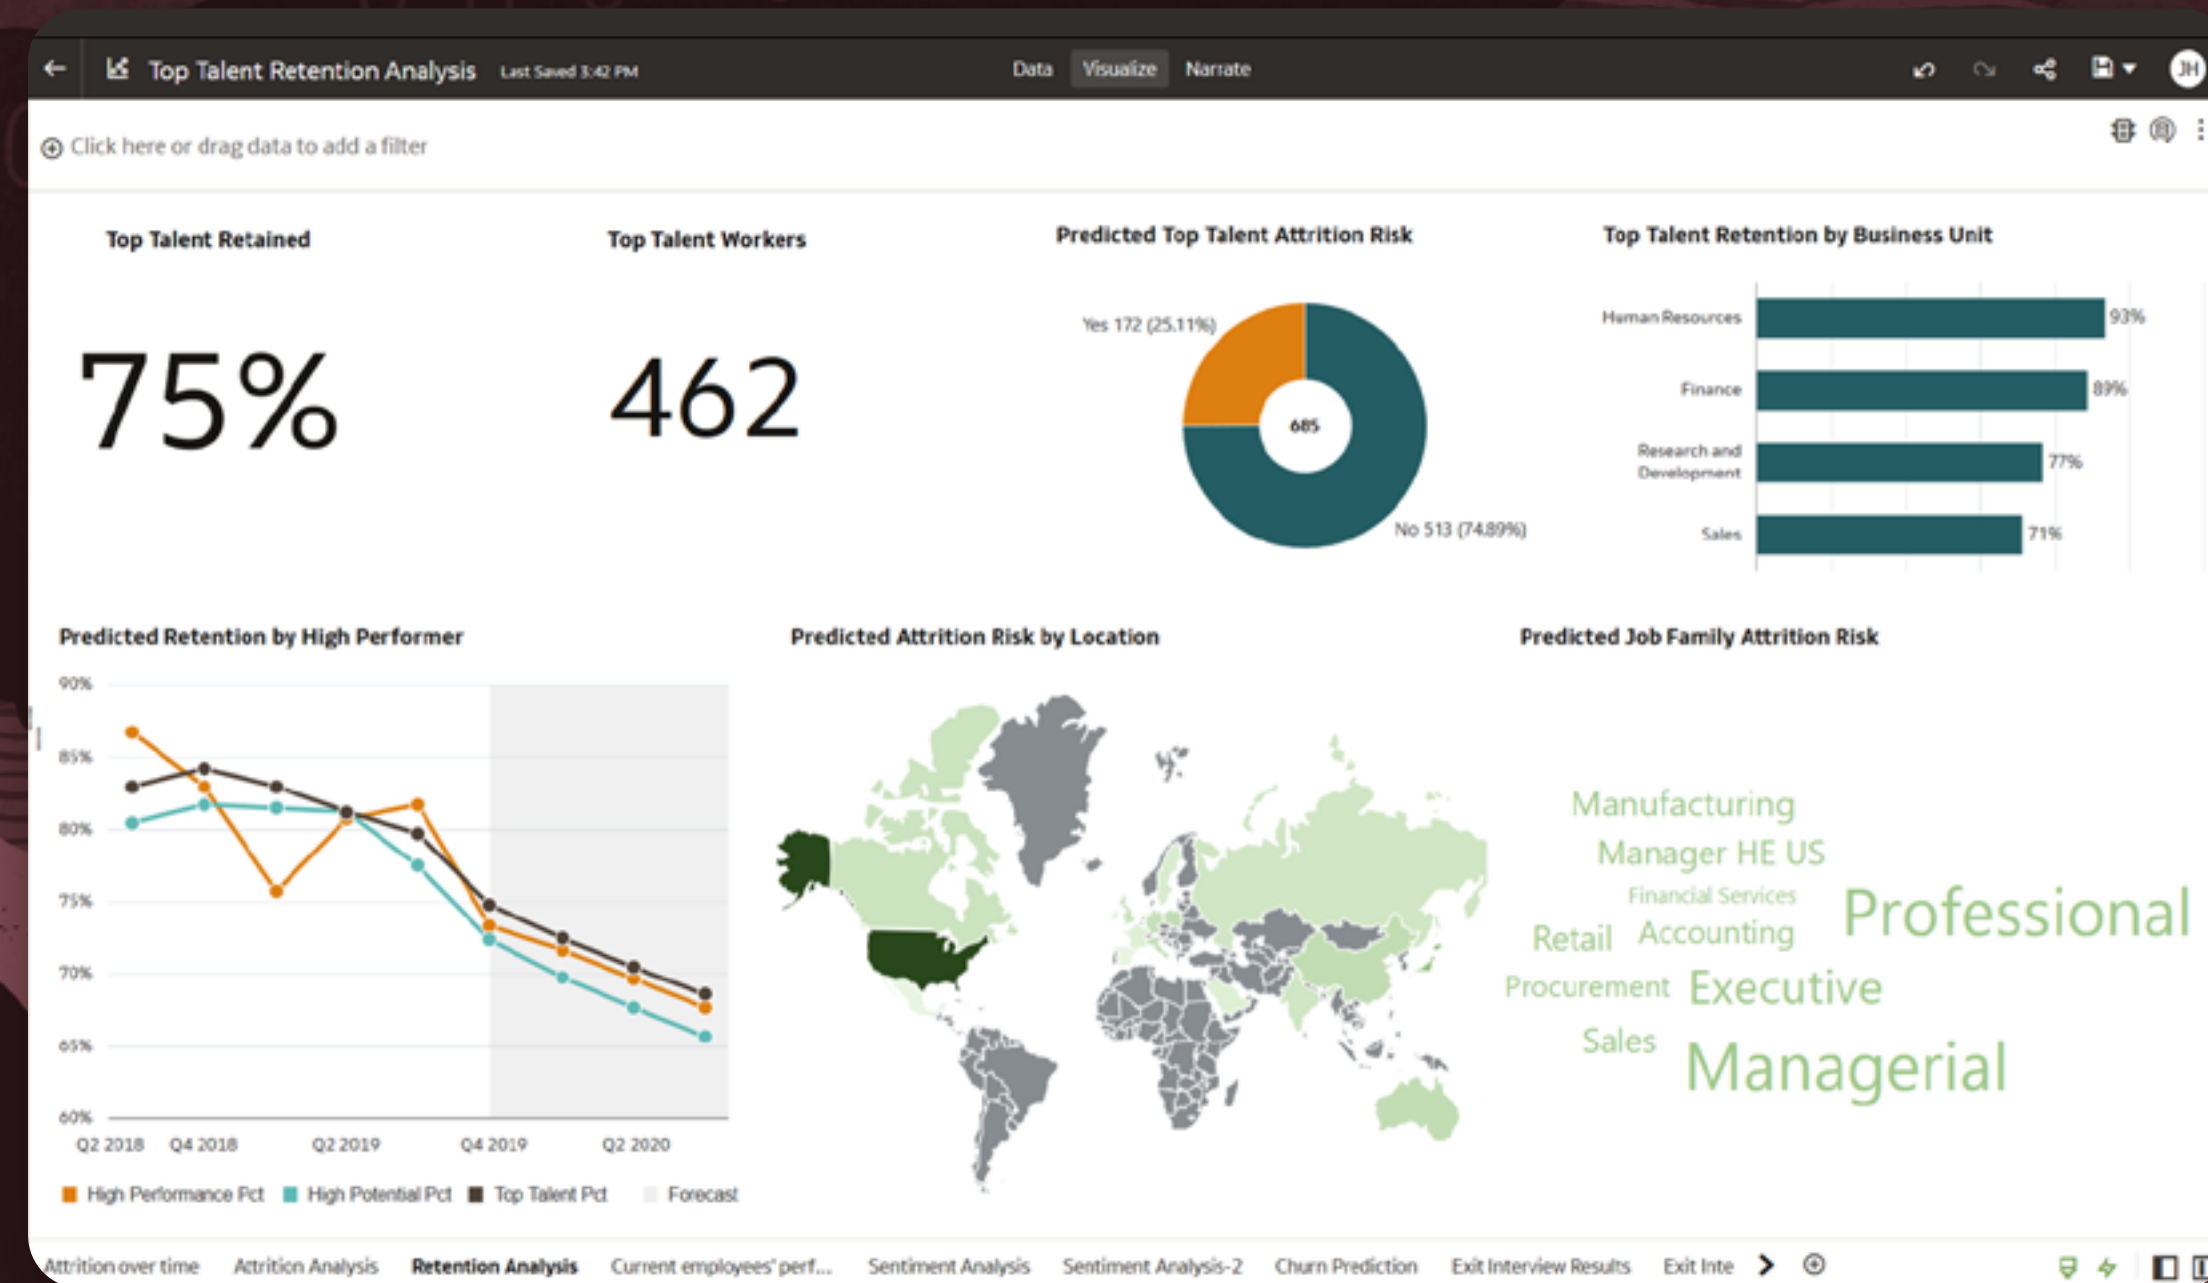 Top Talent Retention Analysis Last Saved 3:42 PM
Data Visualize Narrate
JH
Click here or drag data to add a filter
Top Talent Retained
75%
Top Talent Workers
462
Predicted Top Talent Attrition Risk
Yes 172 (25.11%)
685
No 513 (74.89%)
Top Talent Retention by Business Unit
Human Resources
93%
Finance
89%
Research and
Development
77%
Sales
71%
Predicted Retention by High Performer
90%
85%
80%
75%
70%
65%
60%
Q2 2018 Q4 2018 Q2 2019 Q4 2019 Q2 2020
High Performance Pct High Potential Pct Top Talent Pct Forecast
Predicted Attrition Risk by Location
Predicted Job Family Attrition Risk
Manufacturing
Manager HE US
Financial Services
Professional
Retail Accounting
Procurement Executive
Sales
Managerial
Attrition over time Attrition Analysis Retention Analysis Current employees' perf... Sentiment Analysis Sentiment Analysis-2 Churn Prediction Exit Interview Results Exit Inte